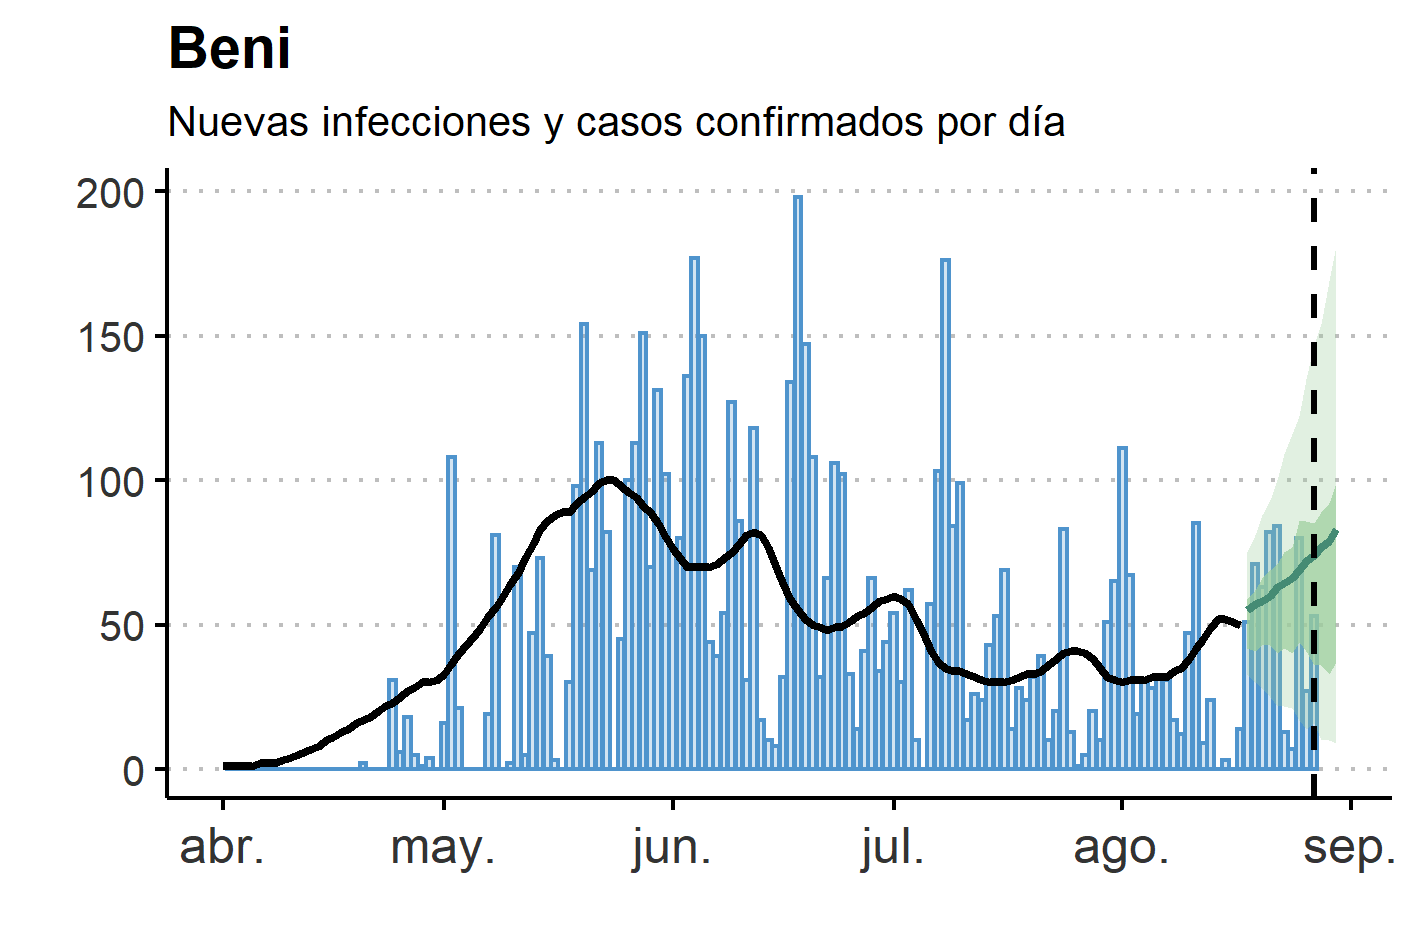 Beni
Nuevas infecciones y casos confirmados por día
200
150
100
50
0
abr. may. jun. jul. ago. sep.